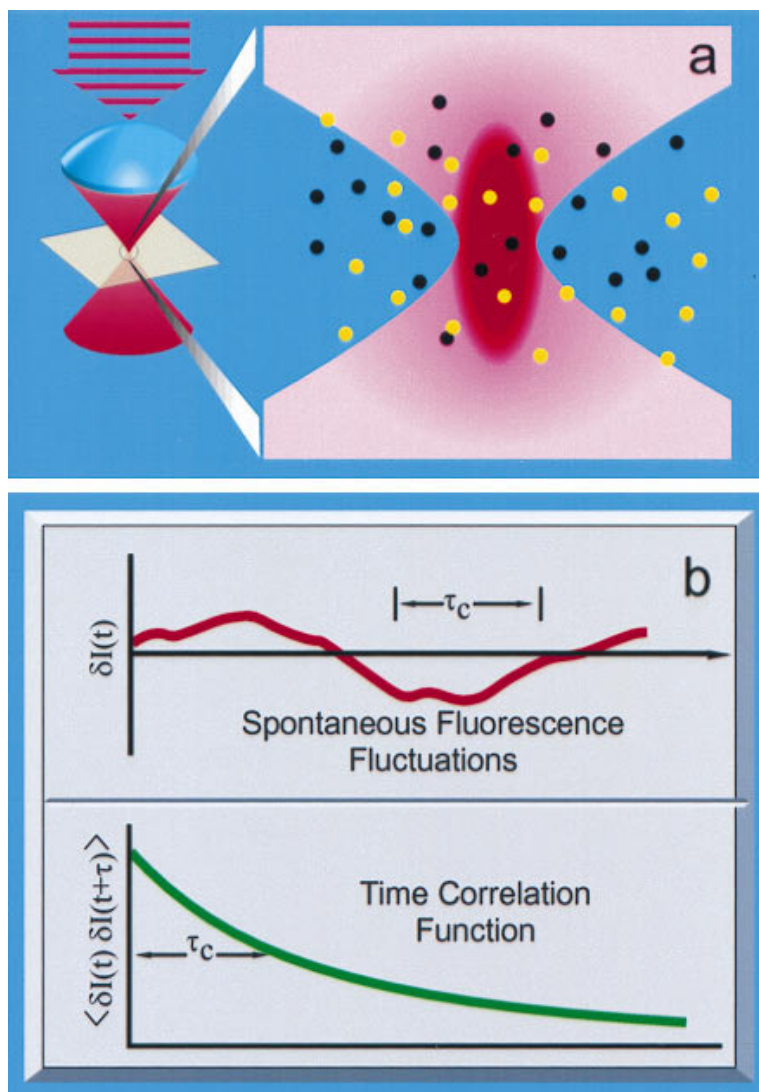 a
b
δI(t)
τc
Spontaneous Fluorescence
Fluctuations
<δI(t) δI(t+τ)>
Time Correlation
Function
τc